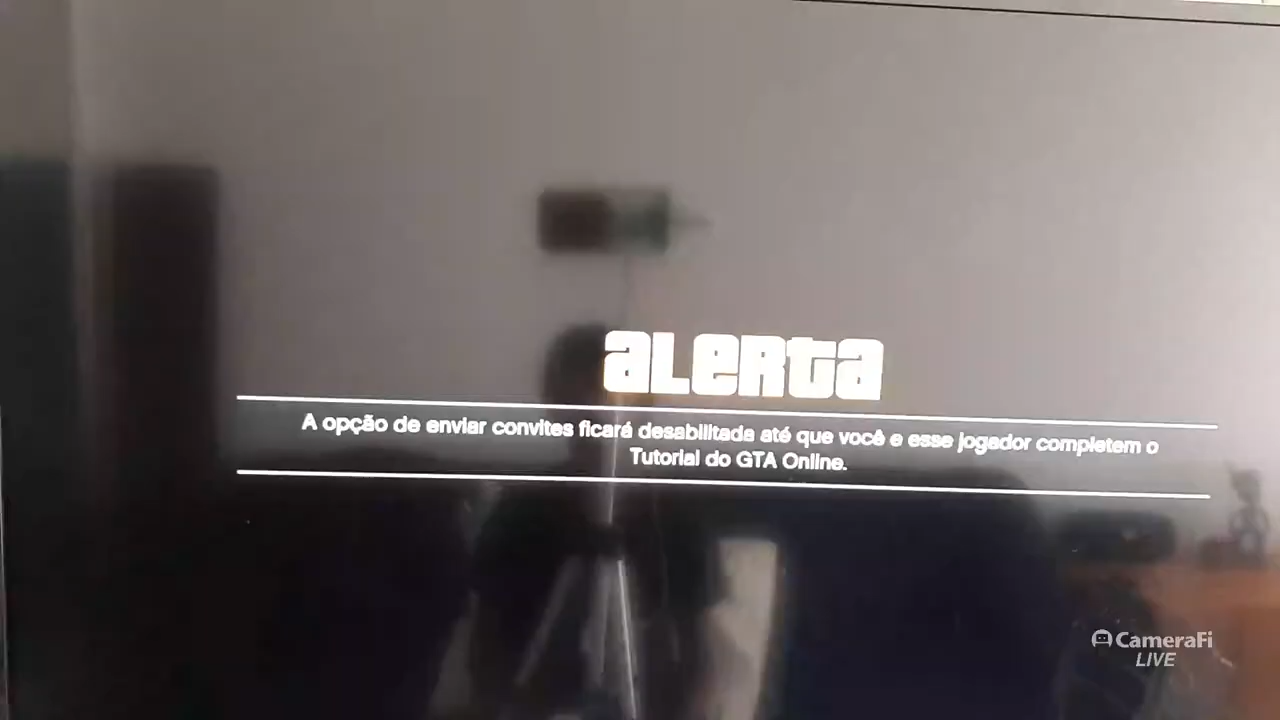 aLerta
A opção de enviar convites ficará desabilitada até que você e esse jogador completem o
Tutorial do GTA Online.
CameraFi
LIVE